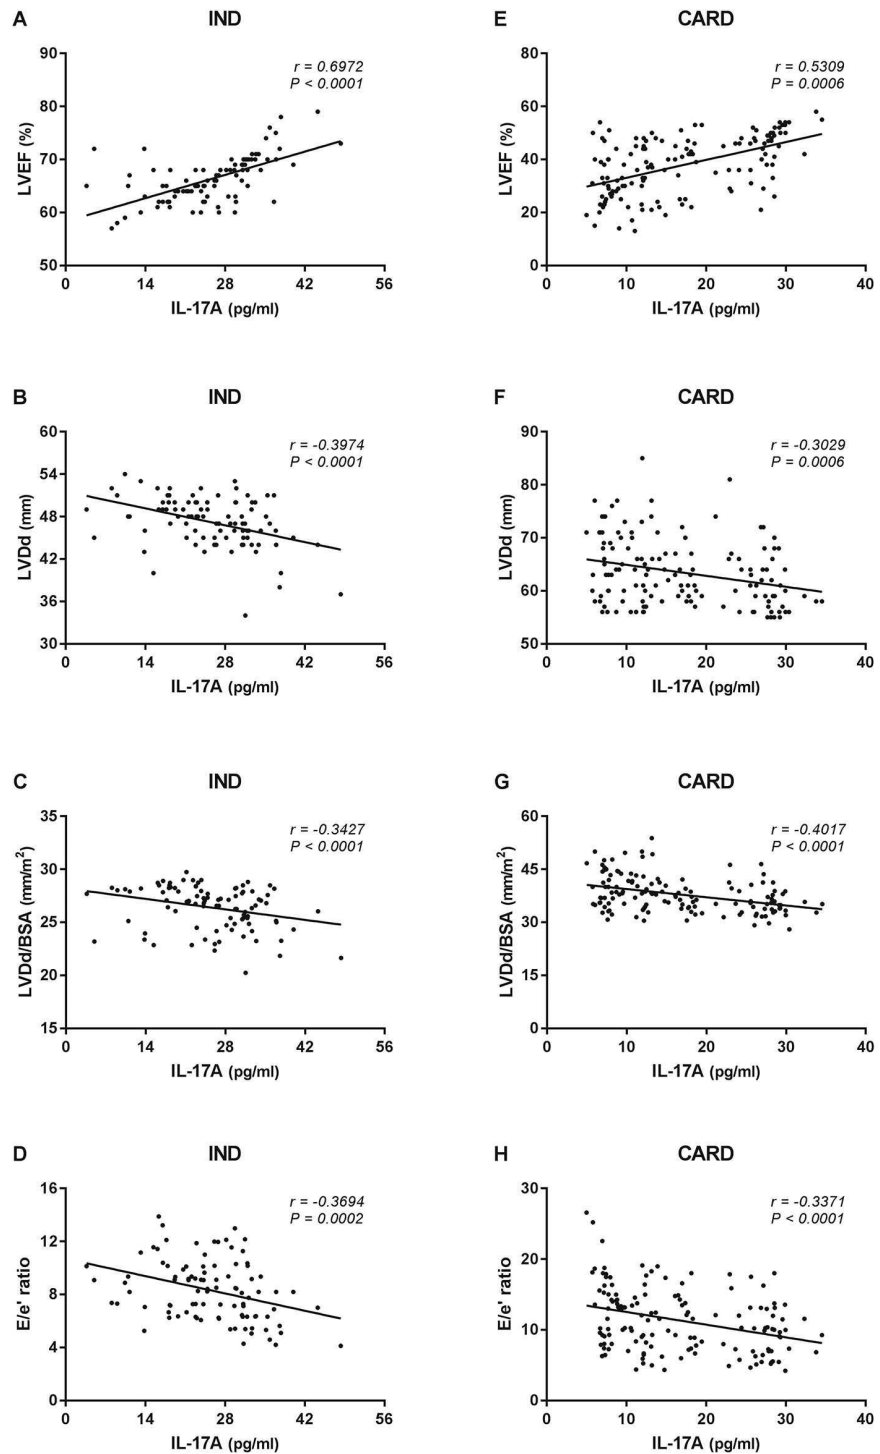 A
IND
r = 0.6972
P < 0.0001
90
80
70
60
50
LVEF (%)
0
14
28
42
56
IL-17A (pg/ml)
E
CARD
r = 0.5309
P = 0.0006
80
60
40
20
0
LVEF (%)
0
10
20
30
40
IL-17A (pg/ml)
B
IND
r = -0.3974
P < 0.0001
60
54
48
42
36
30
LVDd (mm)
0
14
28
42
56
IL-17A (pg/ml)
F
CARD
r = -0.3029
P = 0.0006
90
80
70
60
50
LVDd (mm)
0
10
20
30
40
IL-17A (pg/ml)
C
IND
r = -0.3427
P < 0.0001
35
30
25
20
15
LVDd/BSA (mm/m²)
0
14
28
42
56
IL-17A (pg/ml)
G
CARD
r = -0.4017
P < 0.0001
60
45
30
15
0
LVDd/BSA (mm/m²)
0
10
20
30
40
IL-17A (pg/ml)
D
IND
r = -0.3694
P = 0.0002
16
12
8
4
0
E/e' ratio
0
14
28
42
56
IL-17A (pg/ml)
H
CARD
r = -0.3371
P < 0.0001
30
20
10
0
E/e' ratio
0
10
20
30
40
IL-17A (pg/ml)